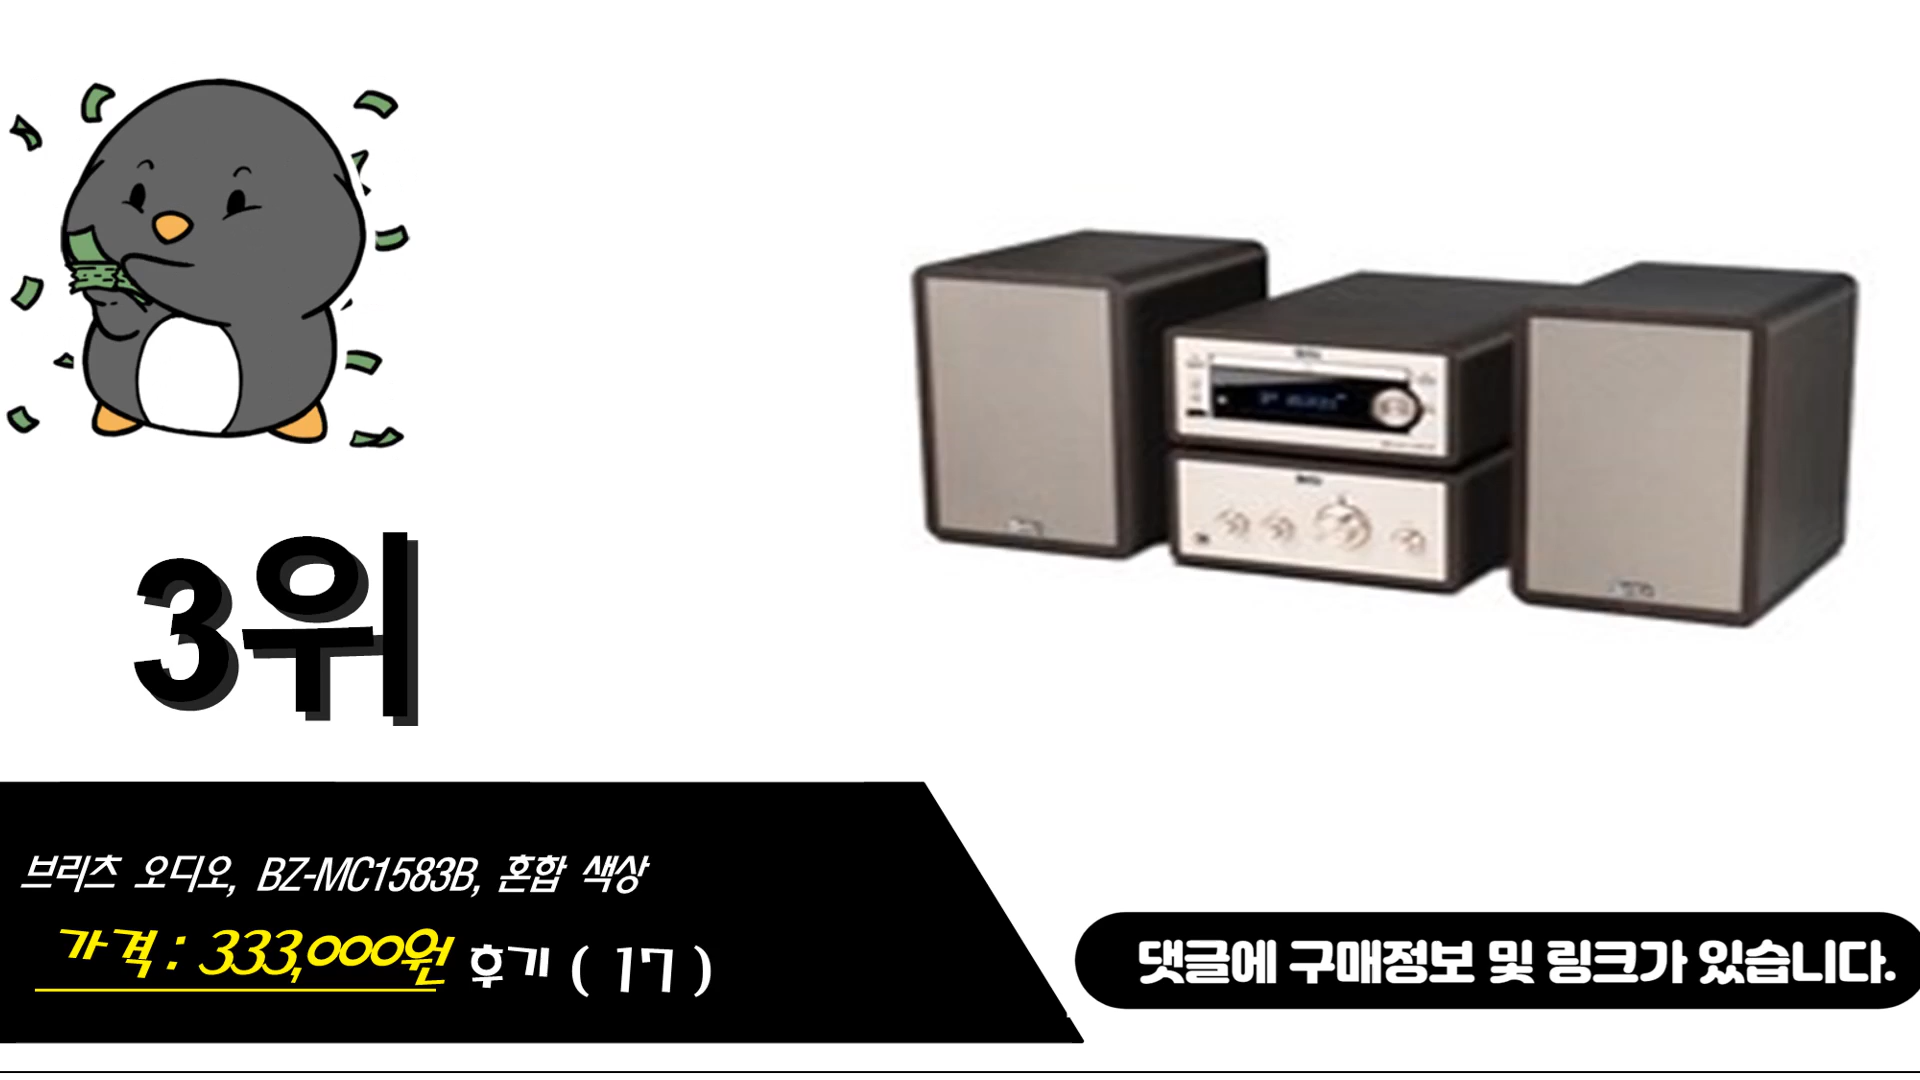 3위
브리츠 오디오, BZ-MC1583B, 혼합 색상
가격 : 333,000원 후기 ( 17 )
댓글에 구매정보 및 링크가 있습니다.